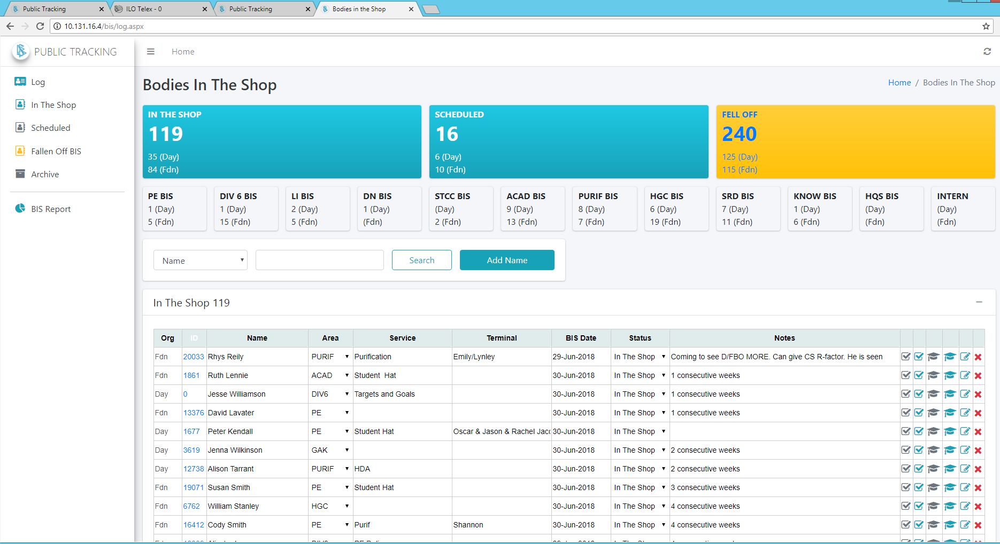 Public Tracking
ILO Telex - 0
Public Tracking
Bodies in the Shop
10.131.16.4/bis/log.aspx
PUBLIC TRACKING
Home
Log
In The Shop
Scheduled
Fallen Off BIS
Archive
BIS Report
Bodies In The Shop
Home / Bodies In The Shop
IN THE SHOP
119
35 (Day)
84 (Fdn)
SCHEDULED
16
6 (Day)
10 (Fdn)
FELL OFF
240
125 (Day)
115 (Fdn)
PE BIS
1 (Day)
5 (Fdn)
DIV 6 BIS
1 (Day)
15 (Fdn)
LI BIS
2 (Day)
5 (Fdn)
DN BIS
1 (Day)
(Fdn)
STCC BIS
(Day)
2 (Fdn)
ACAD BIS
9 (Day)
13 (Fdn)
PURIF BIS
8 (Day)
7 (Fdn)
HGC BIS
6 (Day)
19 (Fdn)
SRD BIS
7 (Day)
11 (Fdn)
KNOW BIS
1 (Day)
6 (Fdn)
HQS BIS
(Day)
(Fdn)
INTERN
(Day)
(Fdn)
Name
Search
Add Name
In The Shop 119
Org ID Name Area Service Terminal BIS Date Status Notes
Fdn 20033 Rhys Reily PURIF Purification Emily/Lynley 29-Jun-2018 In The Shop Coming to see D/FBO MORE. Can give CS R-factor. He is seen
Fdn 1861 Ruth Lennie ACAD Student Hat 30-Jun-2018 In The Shop 1 consecutive weeks
Day 0 Jesse Williamson DIV6 Targets and Goals 30-Jun-2018 In The Shop 1 consecutive weeks
Fdn 13376 David Lavater PE 30-Jun-2018 In The Shop 1 consecutive weeks
Day 1677 Peter Kendall PE Student Hat Oscar & Jason & Rachel Jacc 30-Jun-2018 In The Shop
Day 3619 Jenna Wilkinson GAK 30-Jun-2018 In The Shop 2 consecutive weeks
Day 12738 Alison Tarrant PURIF HDA 30-Jun-2018 In The Shop 2 consecutive weeks
Fdn 19071 Susan Smith PE Student Hat 30-Jun-2018 In The Shop 3 consecutive weeks
Fdn 6762 William Stanley HGC 30-Jun-2018 In The Shop 4 consecutive weeks
Fdn 16412 Cody Smith PE Purif Shannon 30-Jun-2018 In The Shop 4 consecutive weeks